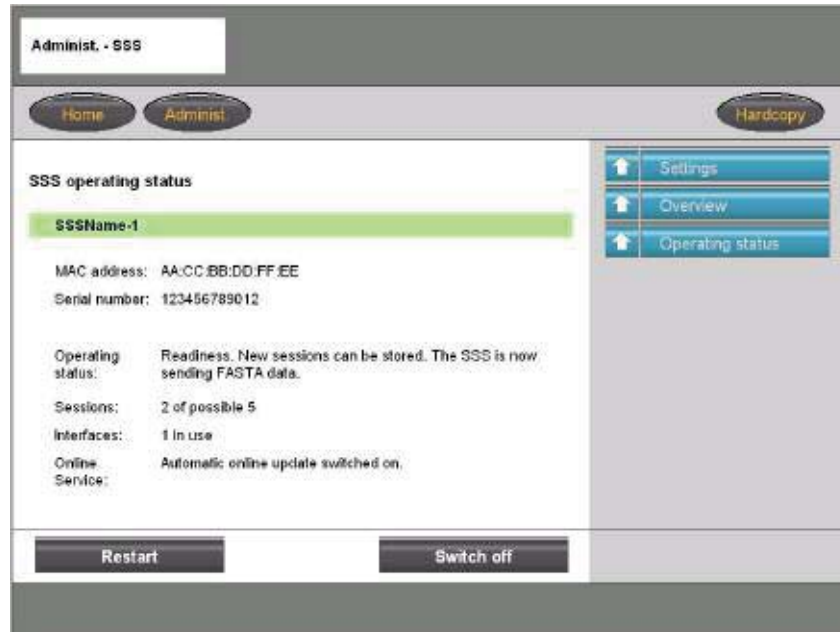 Administ. - SSS
Home
Administ.
Hardcopy
SSS operating status
SSSName-1
MAC address: AA:CC:BB:DD:FF:EE
Serial number: 123456789012
Operating status: Readiness. New sessions can be stored. The SSS is now
sending FASTA data.
Sessions: 2 of possible 5
Interfaces: 1 in use
Online Service: Automatic online update switched on.
Restart
Switch off
Settings
Overview
Operating status